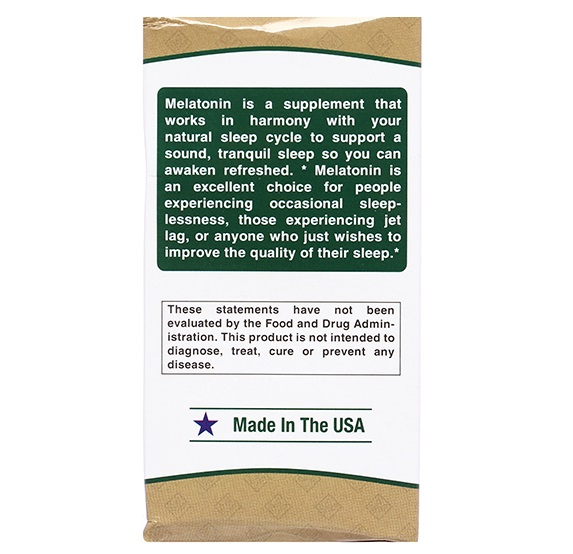 Melatonin is a supplement that
works in harmony with your
natural sleep cycle to support a
sound, tranquil sleep so you can
awaken refreshed. * Melatonin is
an excellent choice for people
experiencing occasional sleep-
lessness, those experiencing jet
lag, or anyone who just wishes to
improve the quality of their sleep.*
These statements have not been
evaluated by the Food and Drug Admin-
istration. This product is not intended to
diagnose, treat, cure or prevent any
disease.
Made In The USA